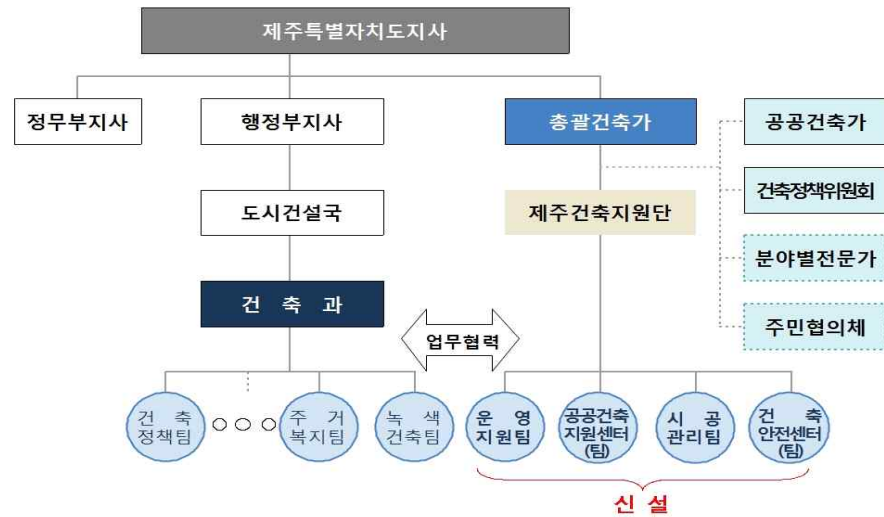 제주특별자치도지사
정무부지사
행정부지사
총괄건축가
공공건축가
도시건설국
제주건축지원단
건축정책위원회
분야별전문가
건 축 과
업무협력
주민협의체
건 축
정책팀
주 거
복지팀
녹 색
건축팀
운 영
지원팀
공공건축
지원센터
(팀)
시 공
관리팀
건 축
안전센터
(팀)
신 설